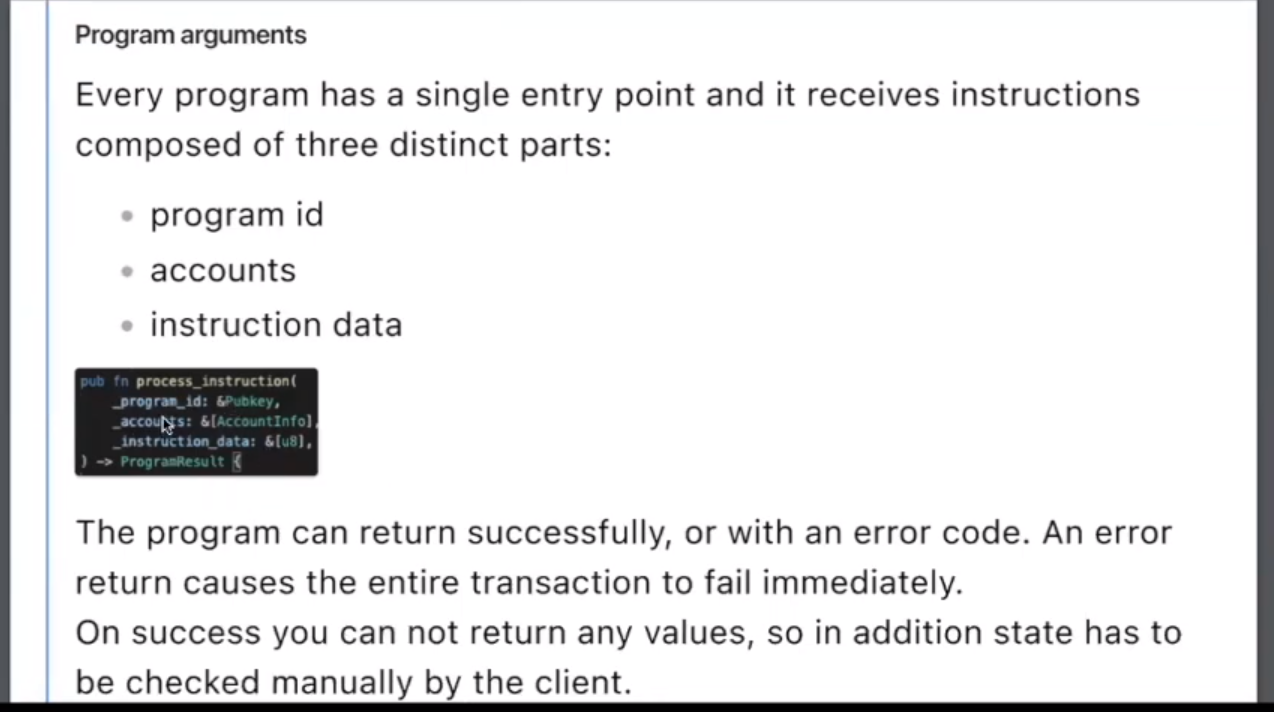 Program arguments
Every program has a single entry point and it receives instructions
composed of three distinct parts:
program id
accounts
instruction data
pub fn process_instruction(
_program_id: &Pubkey,
_accounts: &[AccountInfo],
_instruction_data: &[u8],
) -> ProgramResult {
The program can return successfully, or with an error code. An error
return causes the entire transaction to fail immediately.
On success you can not return any values, so in addition state has to
be checked manually by the client.